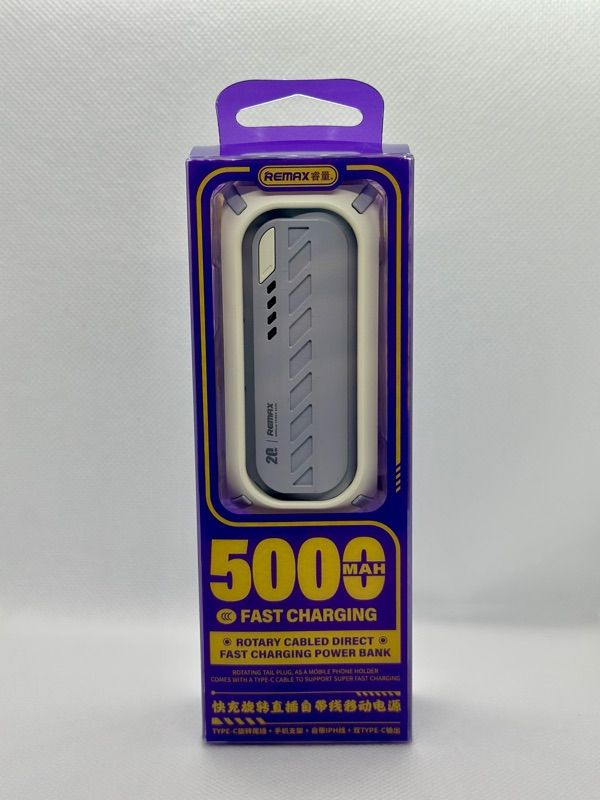 REMAX睿量
20W
REMAX
5000MAH
CCC FAST CHARGING
ROTARY CABLED DIRECT
FAST CHARGING POWER BANK
ROTATING TAIL PLUG, AS A MOBILE PHONE HOLDER
COMES WITH A TYPE-C CABLE TO SUPPORT SUPER FAST CHARGING
快充旋转直插自带线移动电源
TYPE-C旋转尾插・手机支架・自带IPH线・双TYPE-C输出